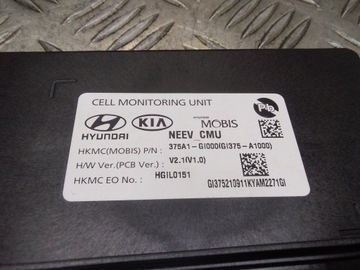 CELL MONITORING UNIT
HYUNDAI KIA MOBIS
NEEV CMU
HKMC(MOBIS) P/N : 375A1-GI000(GI375-A1000)
H/W Ver.(PCB Ver.) : V2.1(V1.0)
HKMC EO No. : HGIL0151
GI375210911KYAM2271GI